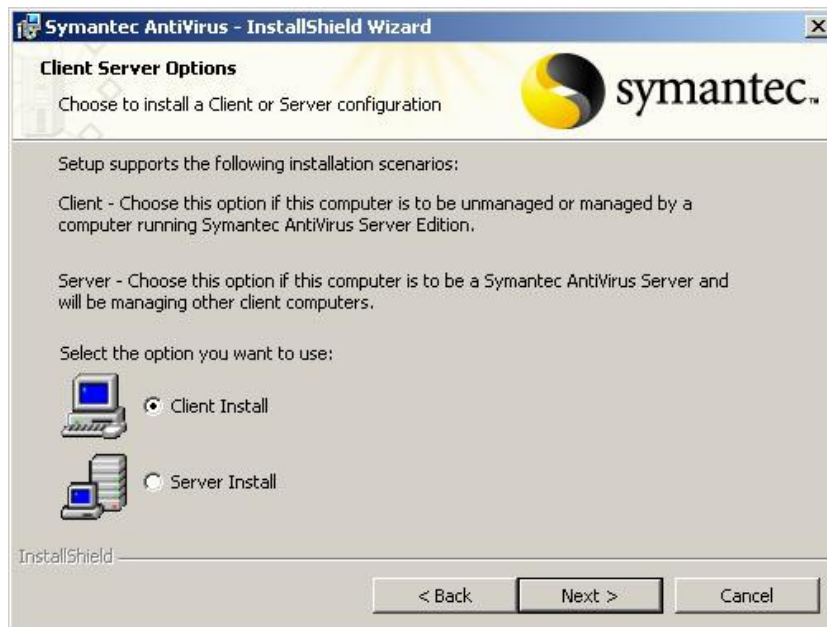 Symantec AntiVirus - InstallShield Wizard
Client Server Options
Choose to install a Client or Server configuration
symantec™
Setup supports the following installation scenarios:
Client - Choose this option if this computer is to be unmanaged or managed by a
computer running Symantec AntiVirus Server Edition.
Server - Choose this option if this computer is to be a Symantec AntiVirus Server and
will be managing other client computers.
Select the option you want to use:
Client Install
Server Install
InstallShield
< Back
Next >
Cancel